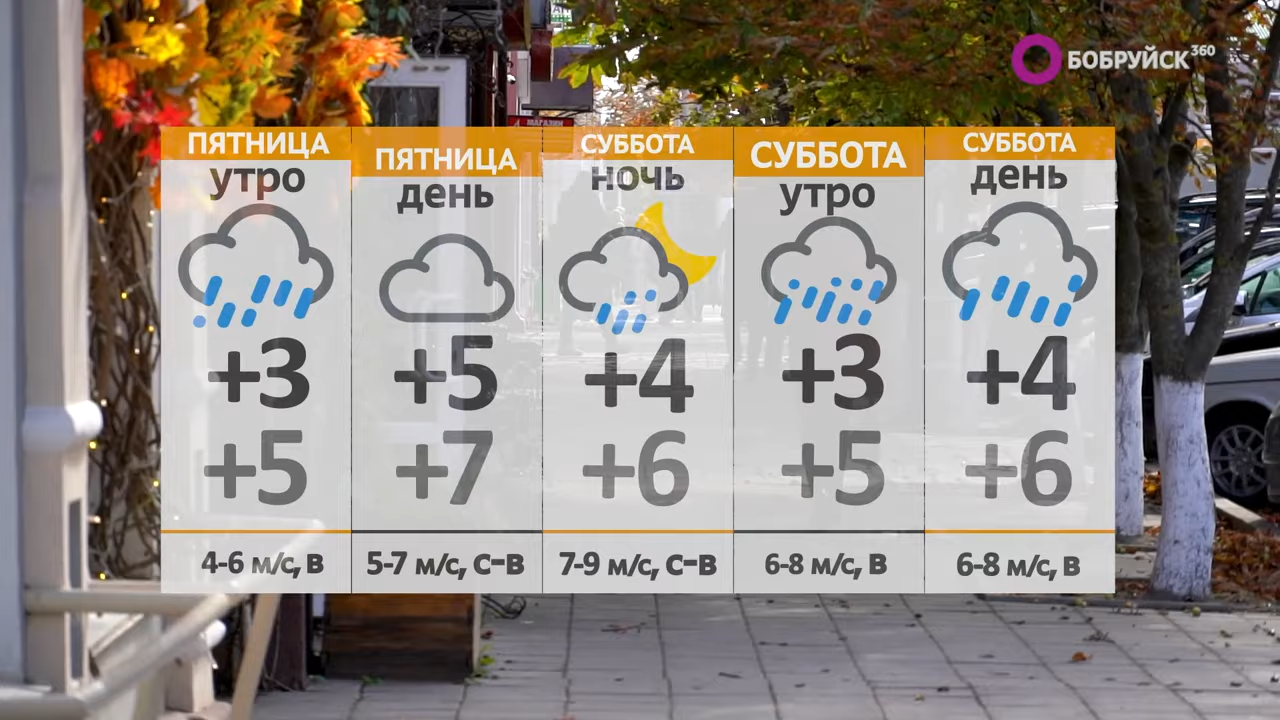 БОБРУЙСК360
МАГАЗИН
ПЯТНИЦА
утро
+3
+5
4-6 м/с, В
ПЯТНИЦА
день
+5
+7
5-7 м/с, С-В
СУББОТА
ночь
+4
+6
7-9 м/с, С-В
СУББОТА
утро
+3
+5
6-8 м/с, В
СУББОТА
день
+4
+6
6-8 м/с, В